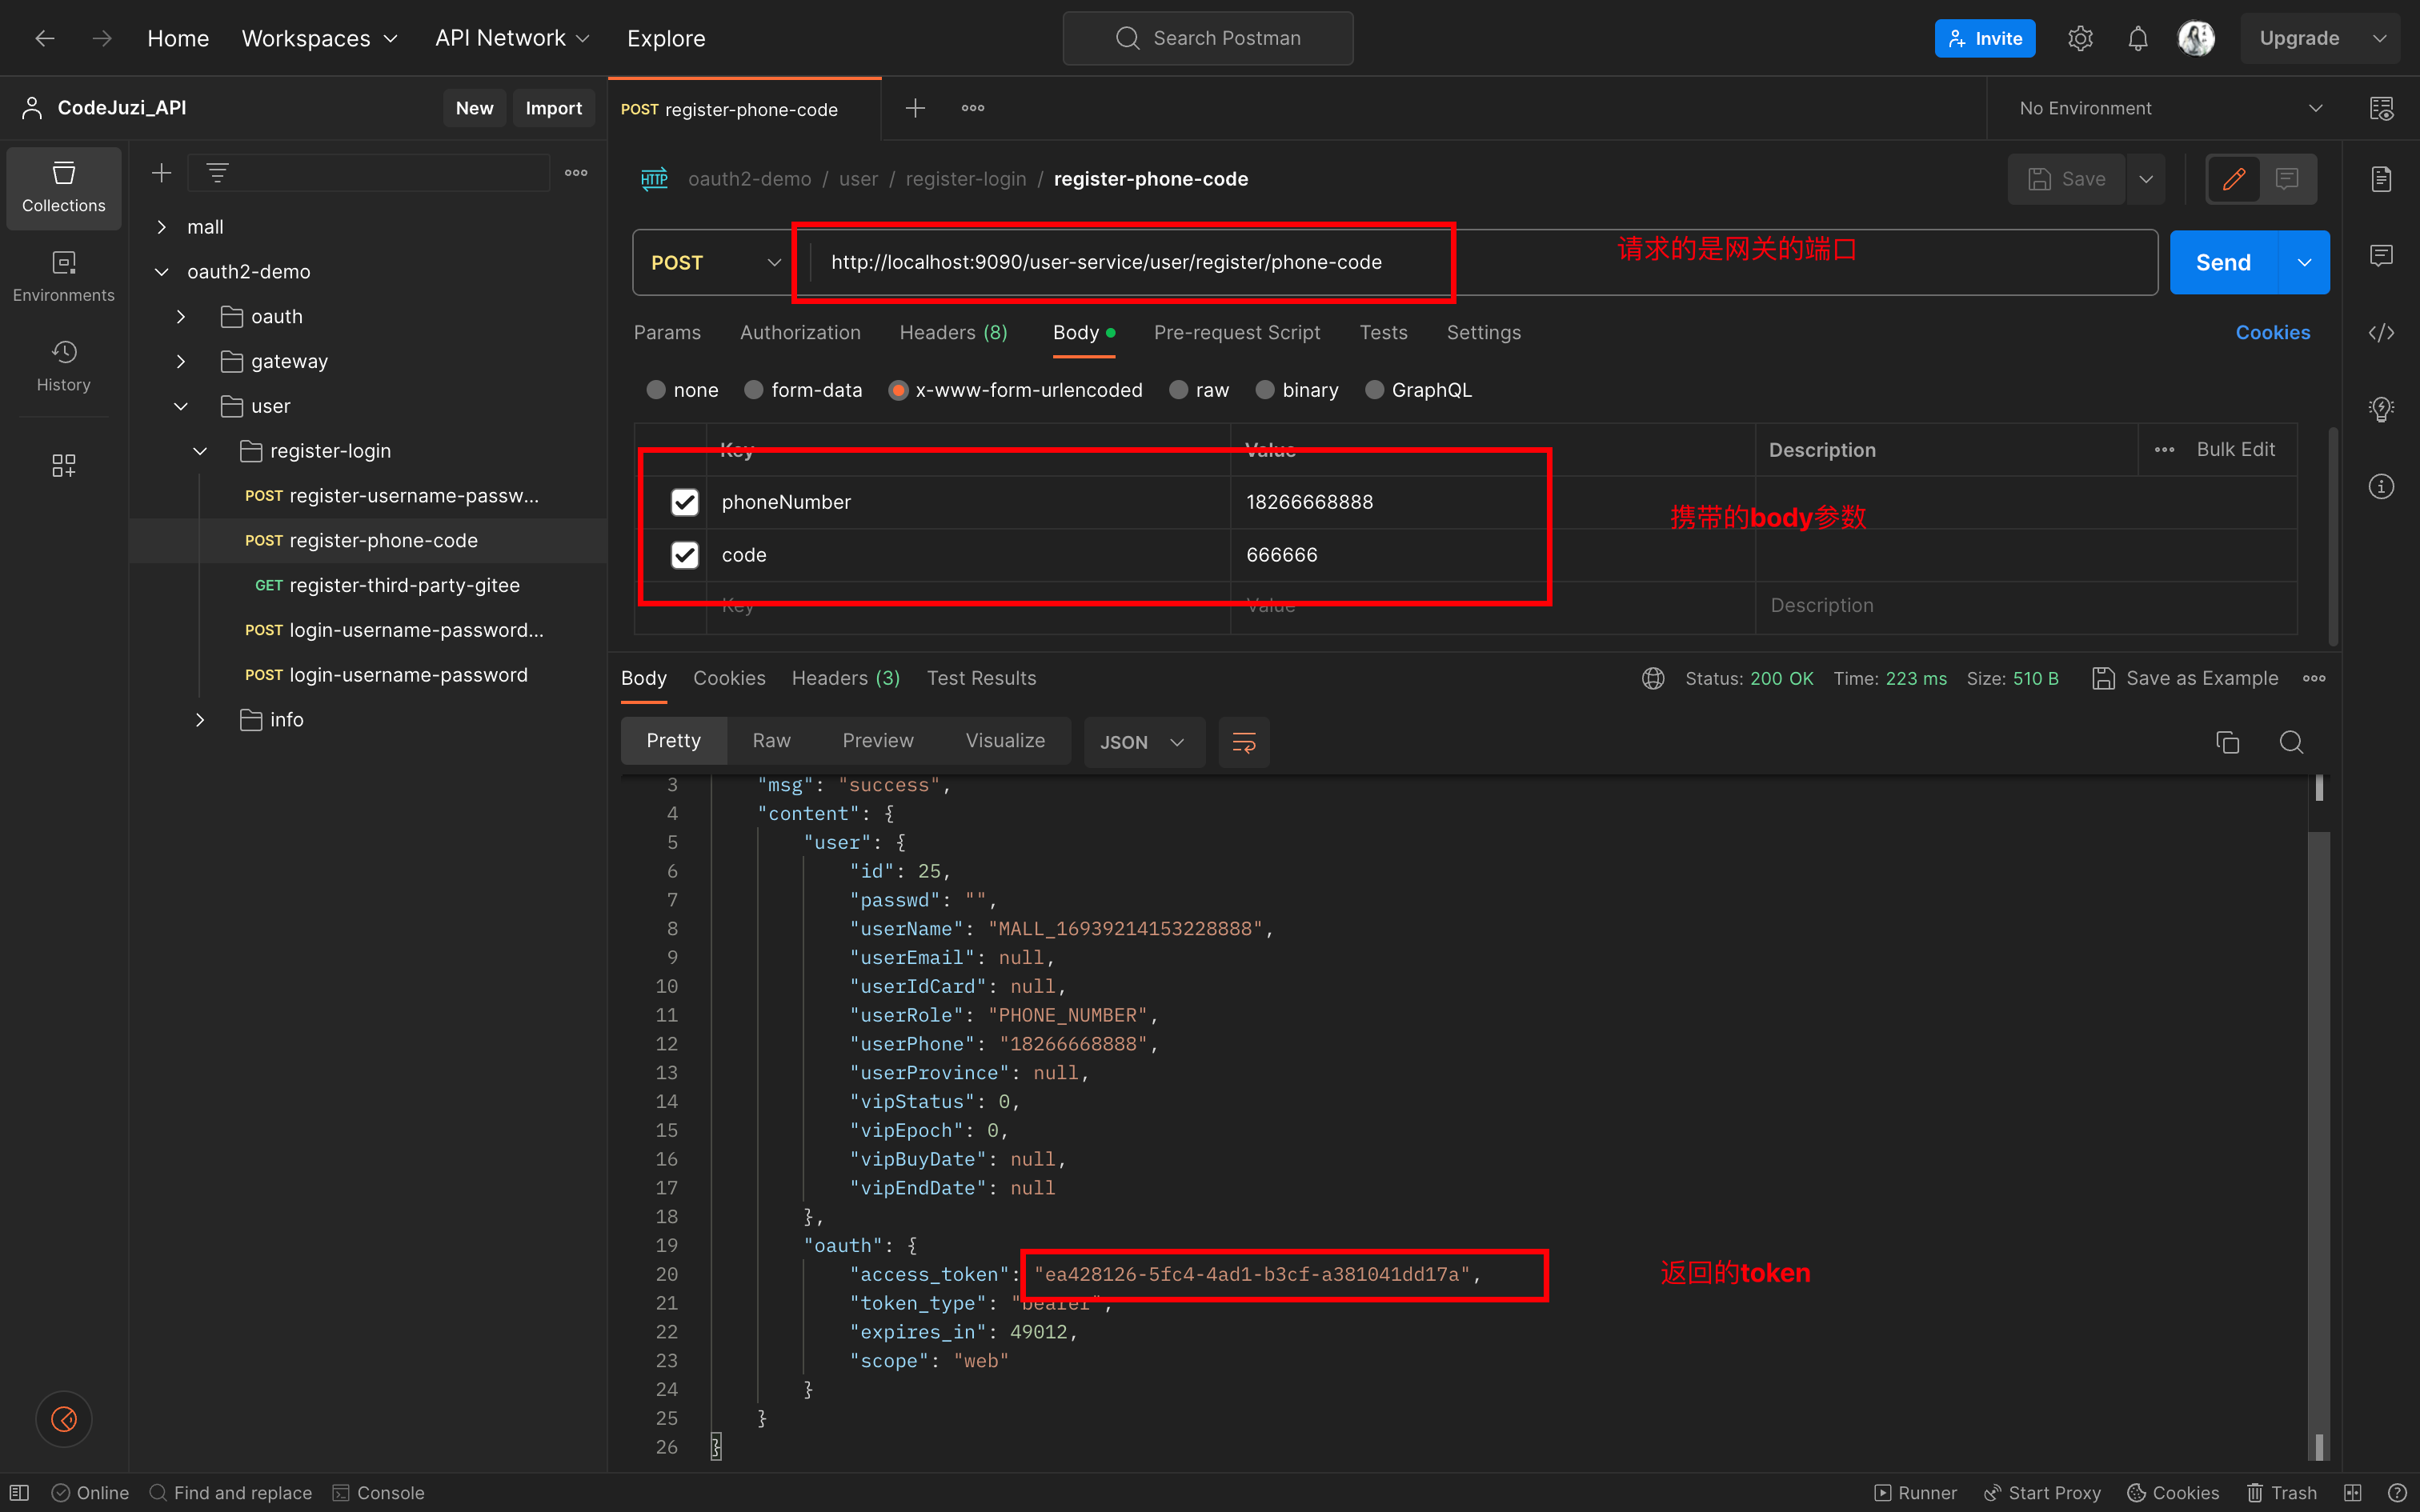 Home Workspaces API Network Explore Search Postman Invite Upgrade
CodeJuzi_API New Import
POST register-phone-code
No Environment
Collections
Environments
History
mall
oauth2-demo
oauth
gateway
user
register-login
POST register-username-passw...
POST register-phone-code
GET register-third-party-gitee
POST login-username-password...
POST login-username-password
info
HTTP oauth2-demo / user / register-login / register-phone-code
Save
POST http://localhost:9090/user-service/user/register/phone-code
请求的是网关的端口
Send
Params Authorization Headers (8) Body Pre-request Script Tests Settings Cookies
none form-data x-www-form-urlencoded raw binary GraphQL
Key Value Description Bulk Edit
phoneNumber 18266668888
携带的body参数
code 666666
Key Value Description
Body Cookies Headers (3) Test Results Status: 200 OK Time: 223 ms Size: 510 B Save as Example
Pretty Raw Preview Visualize JSON
3 "msg": "success",
4 "content": {
5 "user": {
6 "id": 25,
7 "passwd": "",
8 "userName": "MALL_16939214153228888",
9 "userEmail": null,
10 "userIdCard": null,
11 "userRole": "PHONE_NUMBER",
12 "userPhone": "18266668888",
13 "userProvince": null,
14 "vipStatus": 0,
15 "vipEpoch": 0,
16 "vipBuyDate": null,
17 "vipEndDate": null
18 },
19 "oauth": {
20 "access_token": "ea428126-5fc4-4ad1-b3cf-a381041dd17a",
返回的token
21 "token_type": "bearer",
22 "expires_in": 49012,
23 "scope": "web"
24 }
25 }
26 }
Online Find and replace Console Runner Start Proxy Cookies Trash